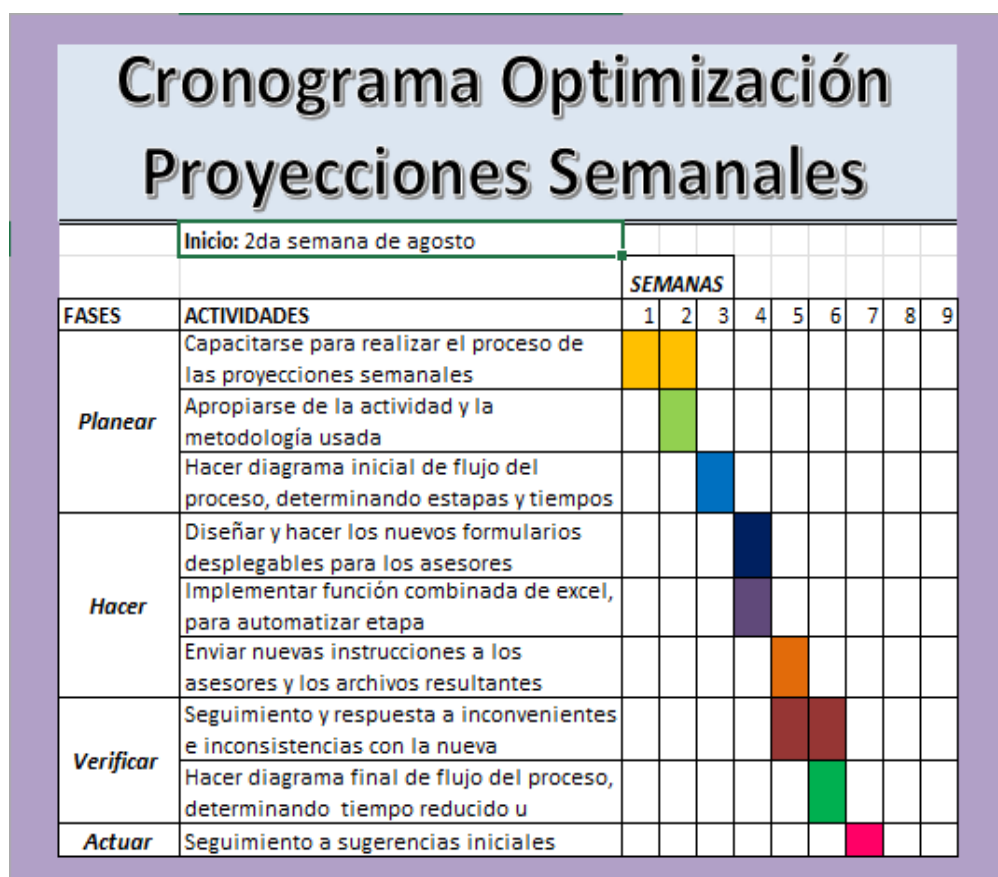 Cronograma Optimización
Proyecciones Semanales
Inicio: 2da semana de agosto
SEMANAS
FASES ACTIVIDADES 1 2 3 4 5 6 7 8 9
Planear
Capacitarse para realizar el proceso de
las proyecciones semanales
Apropiarse de la actividad y la
metodología usada
Hacer diagrama inicial de flujo del
proceso, determinando estapas y tiempos
Hacer
Diseñar y hacer los nuevos formularios
desplegables para los asesores
Implementar función combinada de excel,
para automatizar etapa
Enviar nuevas instrucciones a los
asesores y los archivos resultantes
Verificar
Seguimiento y respuesta a inconvenientes
e inconsistencias con la nueva
Hacer diagrama final de flujo del proceso,
determinando tiempo reducido u
Actuar Seguimiento a sugerencias iniciales